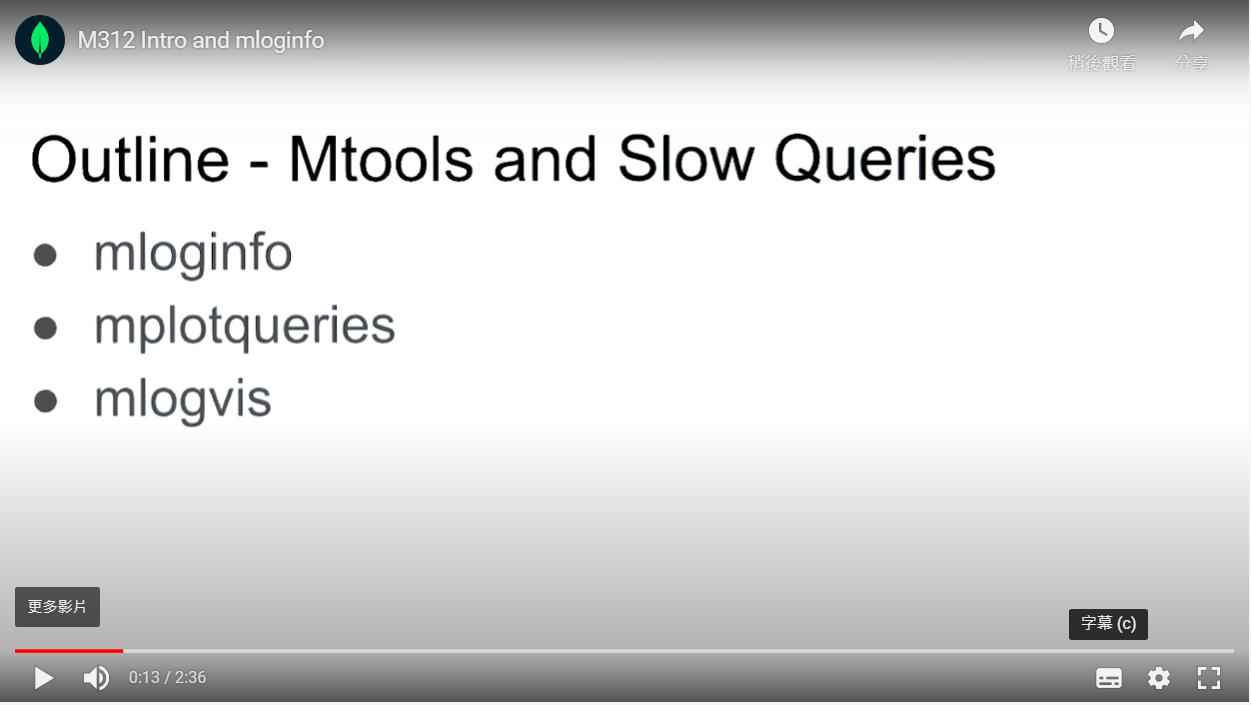 M312 Intro and mloginfo
稍後觀看
分享
Outline - Mtools and Slow Queries
● mloginfo
● mplotqueries
● mlogvis
更多影片
字幕 (c)
0:13 / 2:36